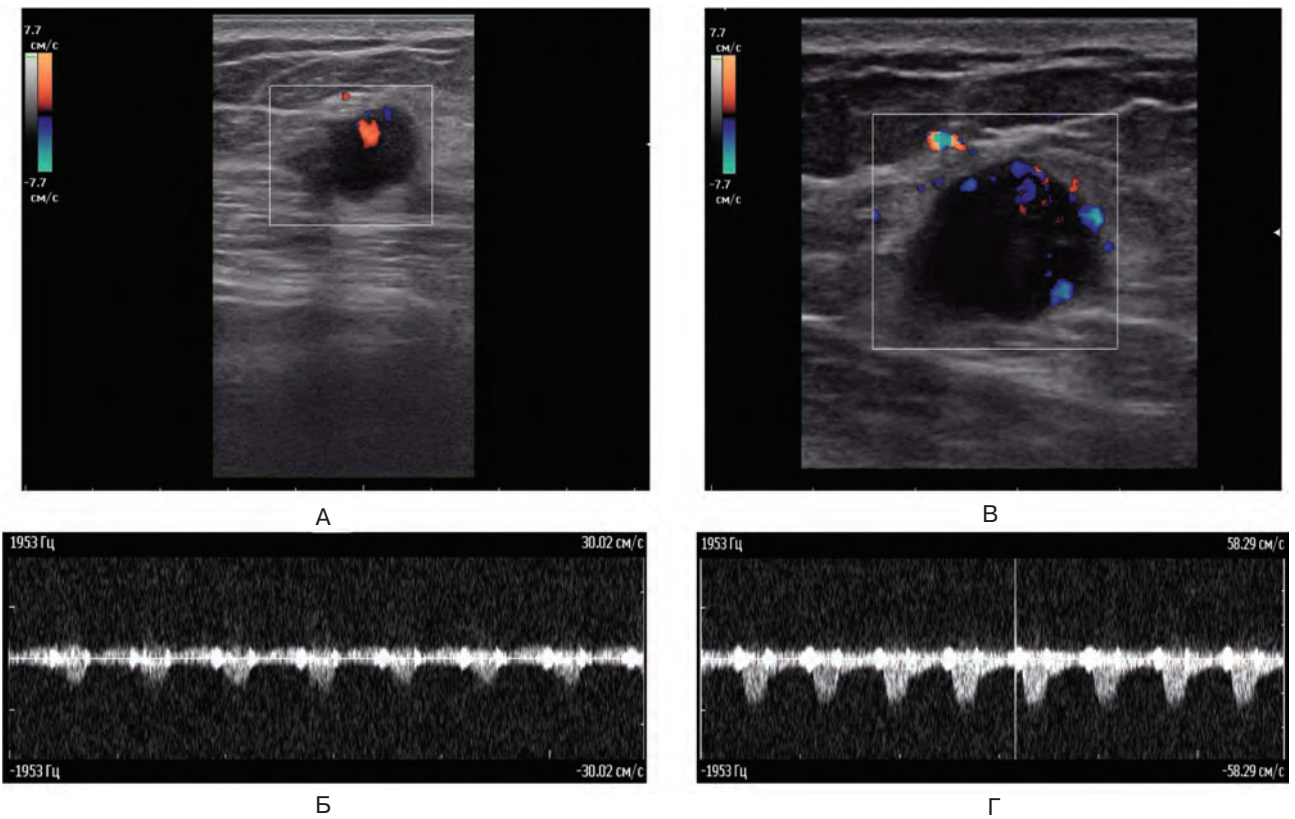 7.7
см/с
-7.7
см/с
А
7.7
см/с
-7.7
см/с
В
1953 Гц 30.02 см/с
-1953 Гц -30.02 см/с
Б
1953 Гц 58.29 см/с
-1953 Гц -58.29 см/с
Г